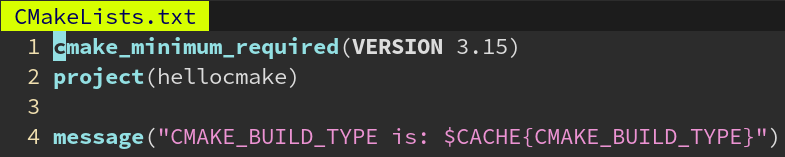 CMakeLists.txt
1 cmake_minimum_required(VERSION 3.15)
2 project(hellocmake)
3
4 message("CMAKE_BUILD_TYPE is: $CACHE{CMAKE_BUILD_TYPE}")